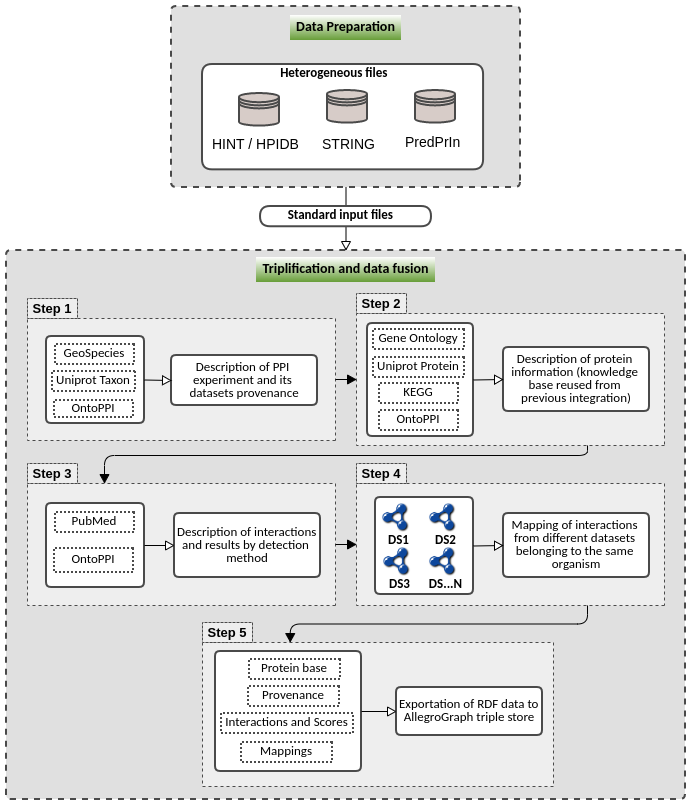 Data Preparation
Heterogeneous files
HINT / HPIDB
STRING
PredPrIn
Standard input files
Triplification and data fusion
Step 1
GeoSpecies
Uniprot Taxon
OntoPPI
Description of PPI
experiment and its
datasets provenance
Step 2
Gene Ontology
Uniprot Protein
KEGG
OntoPPI
Description of protein
information (knowledge
base reused from
previous integration)
Step 3
PubMed
OntoPPI
Description of interactions
and results by detection
method
Step 4
DS1
DS2
DS3
DS...N
Mapping of interactions
from different datasets
belonging to the same
organism
Step 5
Protein base
Provenance
Interactions and Scores
Mappings
Exportation of RDF data to
AllegroGraph triple store